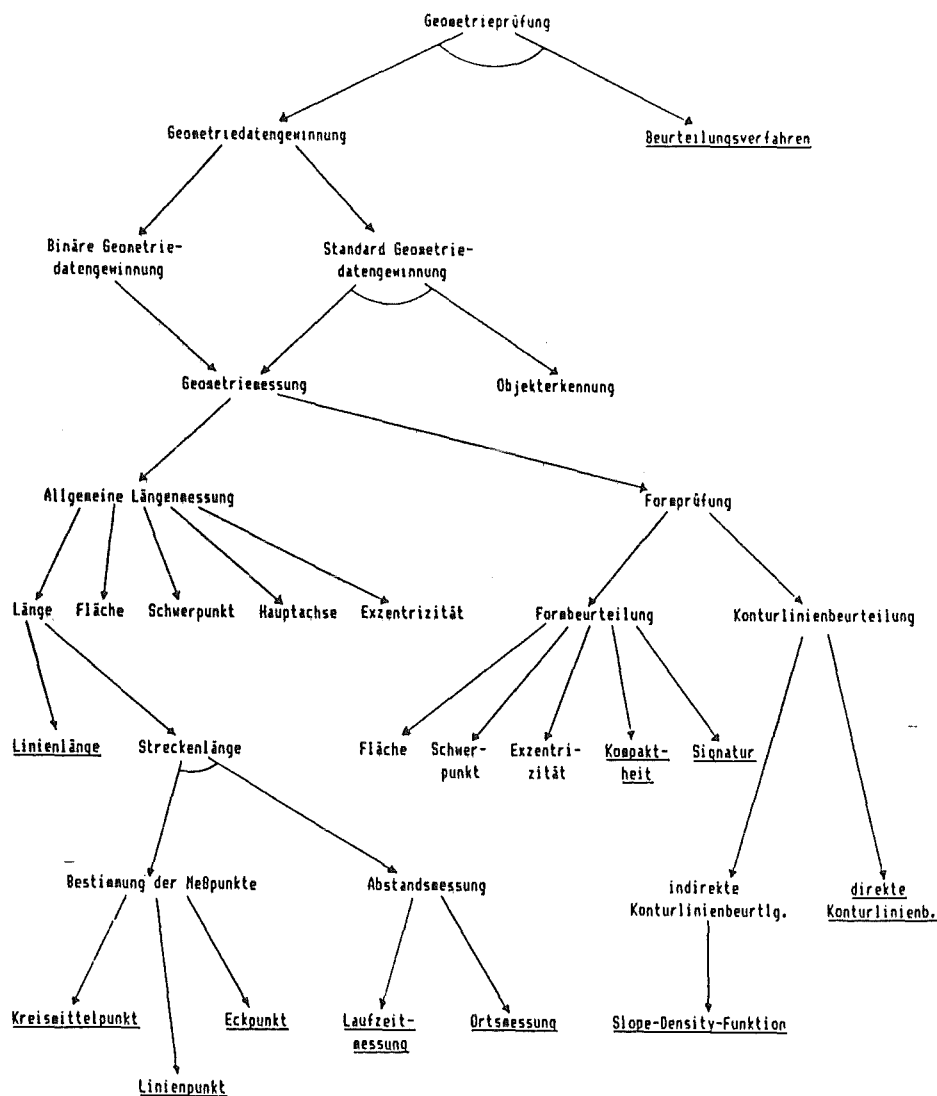 Geometrieprüfung
Geometriedatengewinnung
Beurteilungsverfahren
Binäre Geometrie-
datengewinnung
Standard Geometrie-
datengewinnung
Geometriemessung
Objekterkennung
Allgemeine Längenmessung
Formprüfung
Länge
Fläche
Schwerpunkt
Hauptachse
Exzentrizität
Formbeurteilung
Konturlinienbeurteilung
Linienlänge
Streckenlänge
Fläche
Schwer-
punkt
Exzentri-
zität
Kompakt-
heit
Signatur
Bestimmung der Meßpunkte
Abstandsmessung
indirekte
Konturlinienbeurtlg.
direkte
Konturlinienb.
Kreismittelpunkt
Eckpunkt
Laufzeit-
messung
Ortsmessung
Slope-Density-Funktion
Linienpunkt